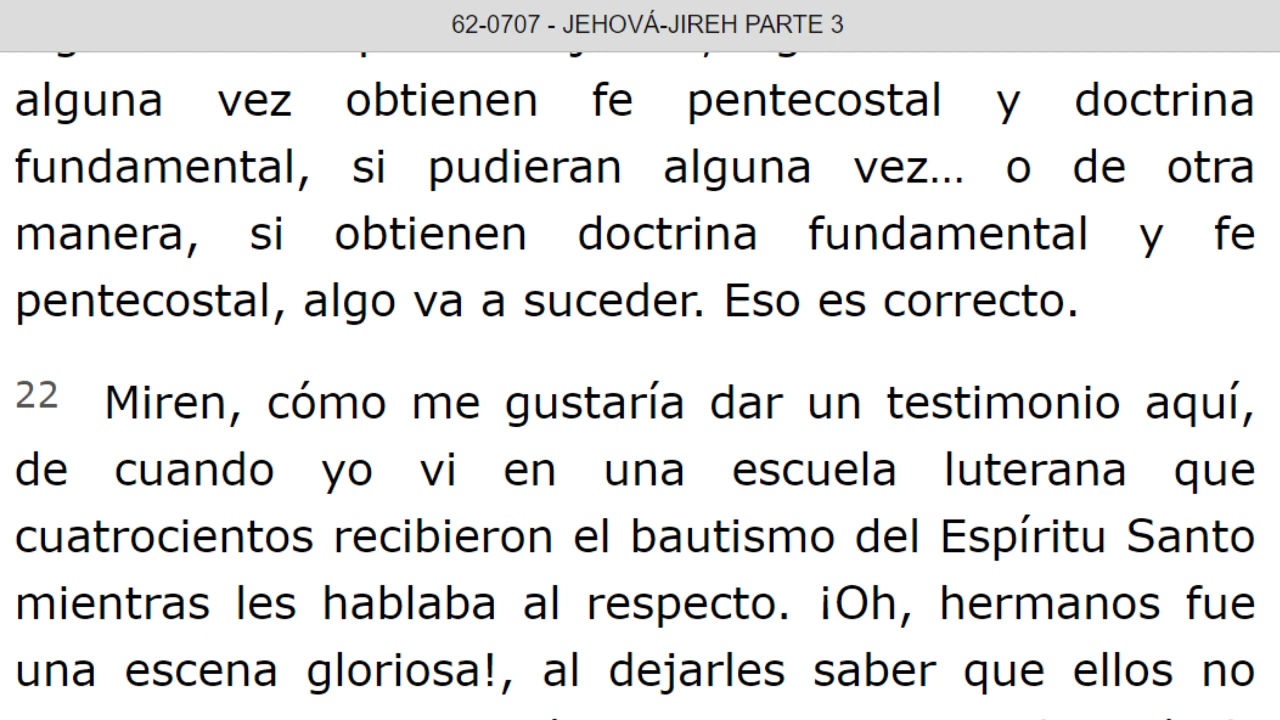 62-0707 - JEHOVÁ-JIREH PARTE 3
alguna vez obtienen fe pentecostal y doctrina
fundamental, si pudieran alguna vez... o de otra
manera, si obtienen doctrina fundamental y fe
pentecostal, algo va a suceder. Eso es correcto.
22 Miren, cómo me gustaría dar un testimonio aquí,
de cuando yo vi en una escuela luterana que
cuatrocientos recibieron el bautismo del Espíritu Santo
mientras les hablaba al respecto. ¡Oh, hermanos fue
una escena gloriosa!, al dejarles saber que ellos no